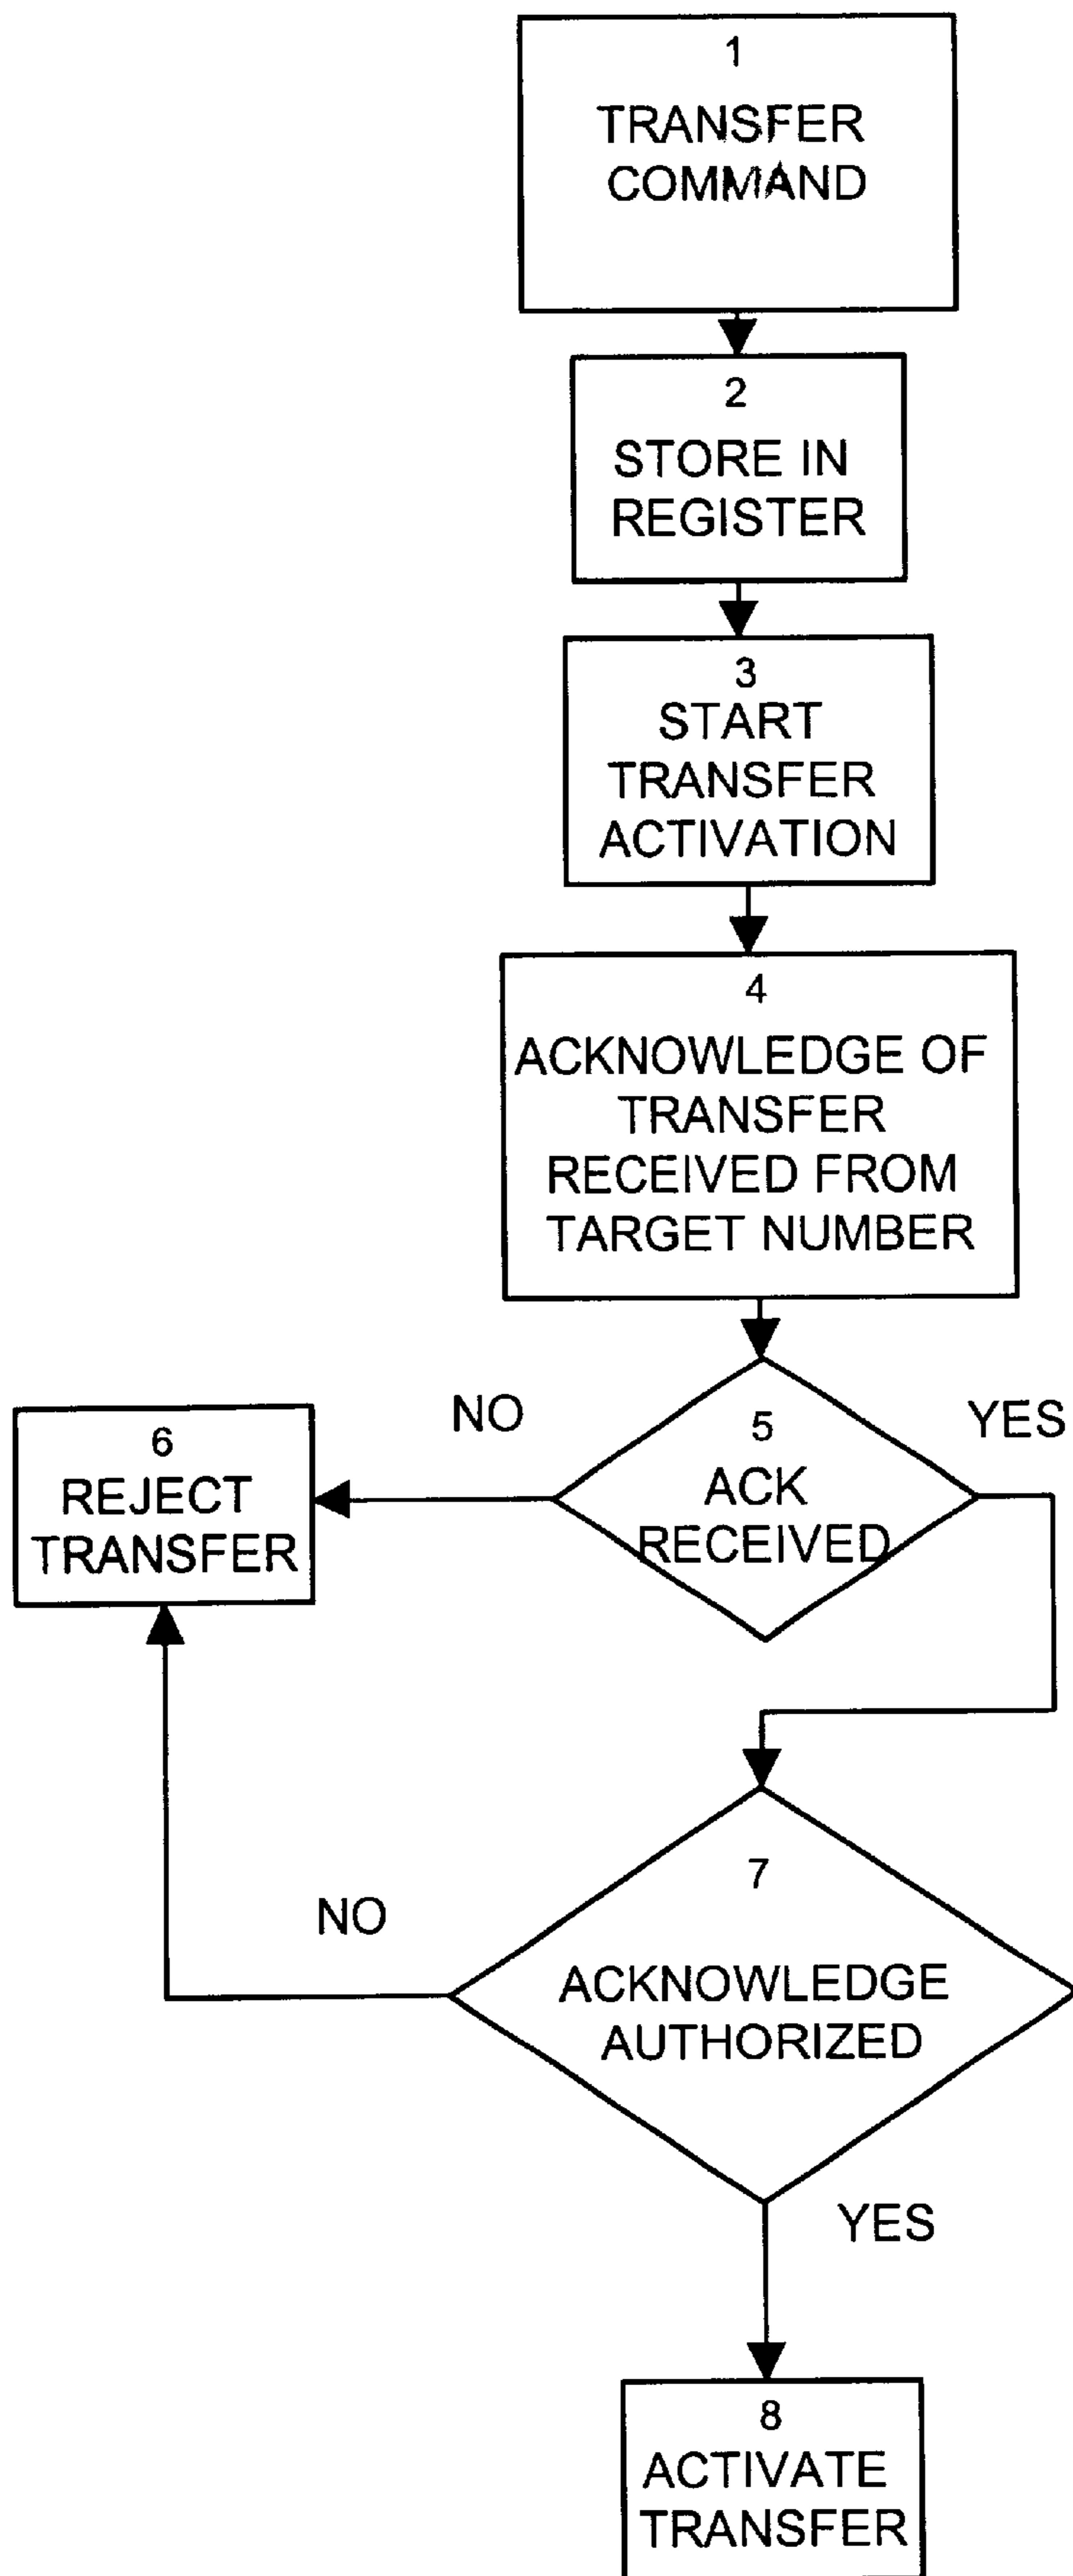 1
TRANSFER
COMMAND
2
STORE IN
REGISTER
3
START
TRANSFER
ACTIVATION
4
ACKNOWLEDGE OF
TRANSFER
RECEIVED FROM
TARGET NUMBER
NO
YES
5
ACK
RECEIVED
6
REJECT
TRANSFER
7
ACKNOWLEDGE
AUTHORIZED
NO
YES
8
ACTIVATE
TRANSFER